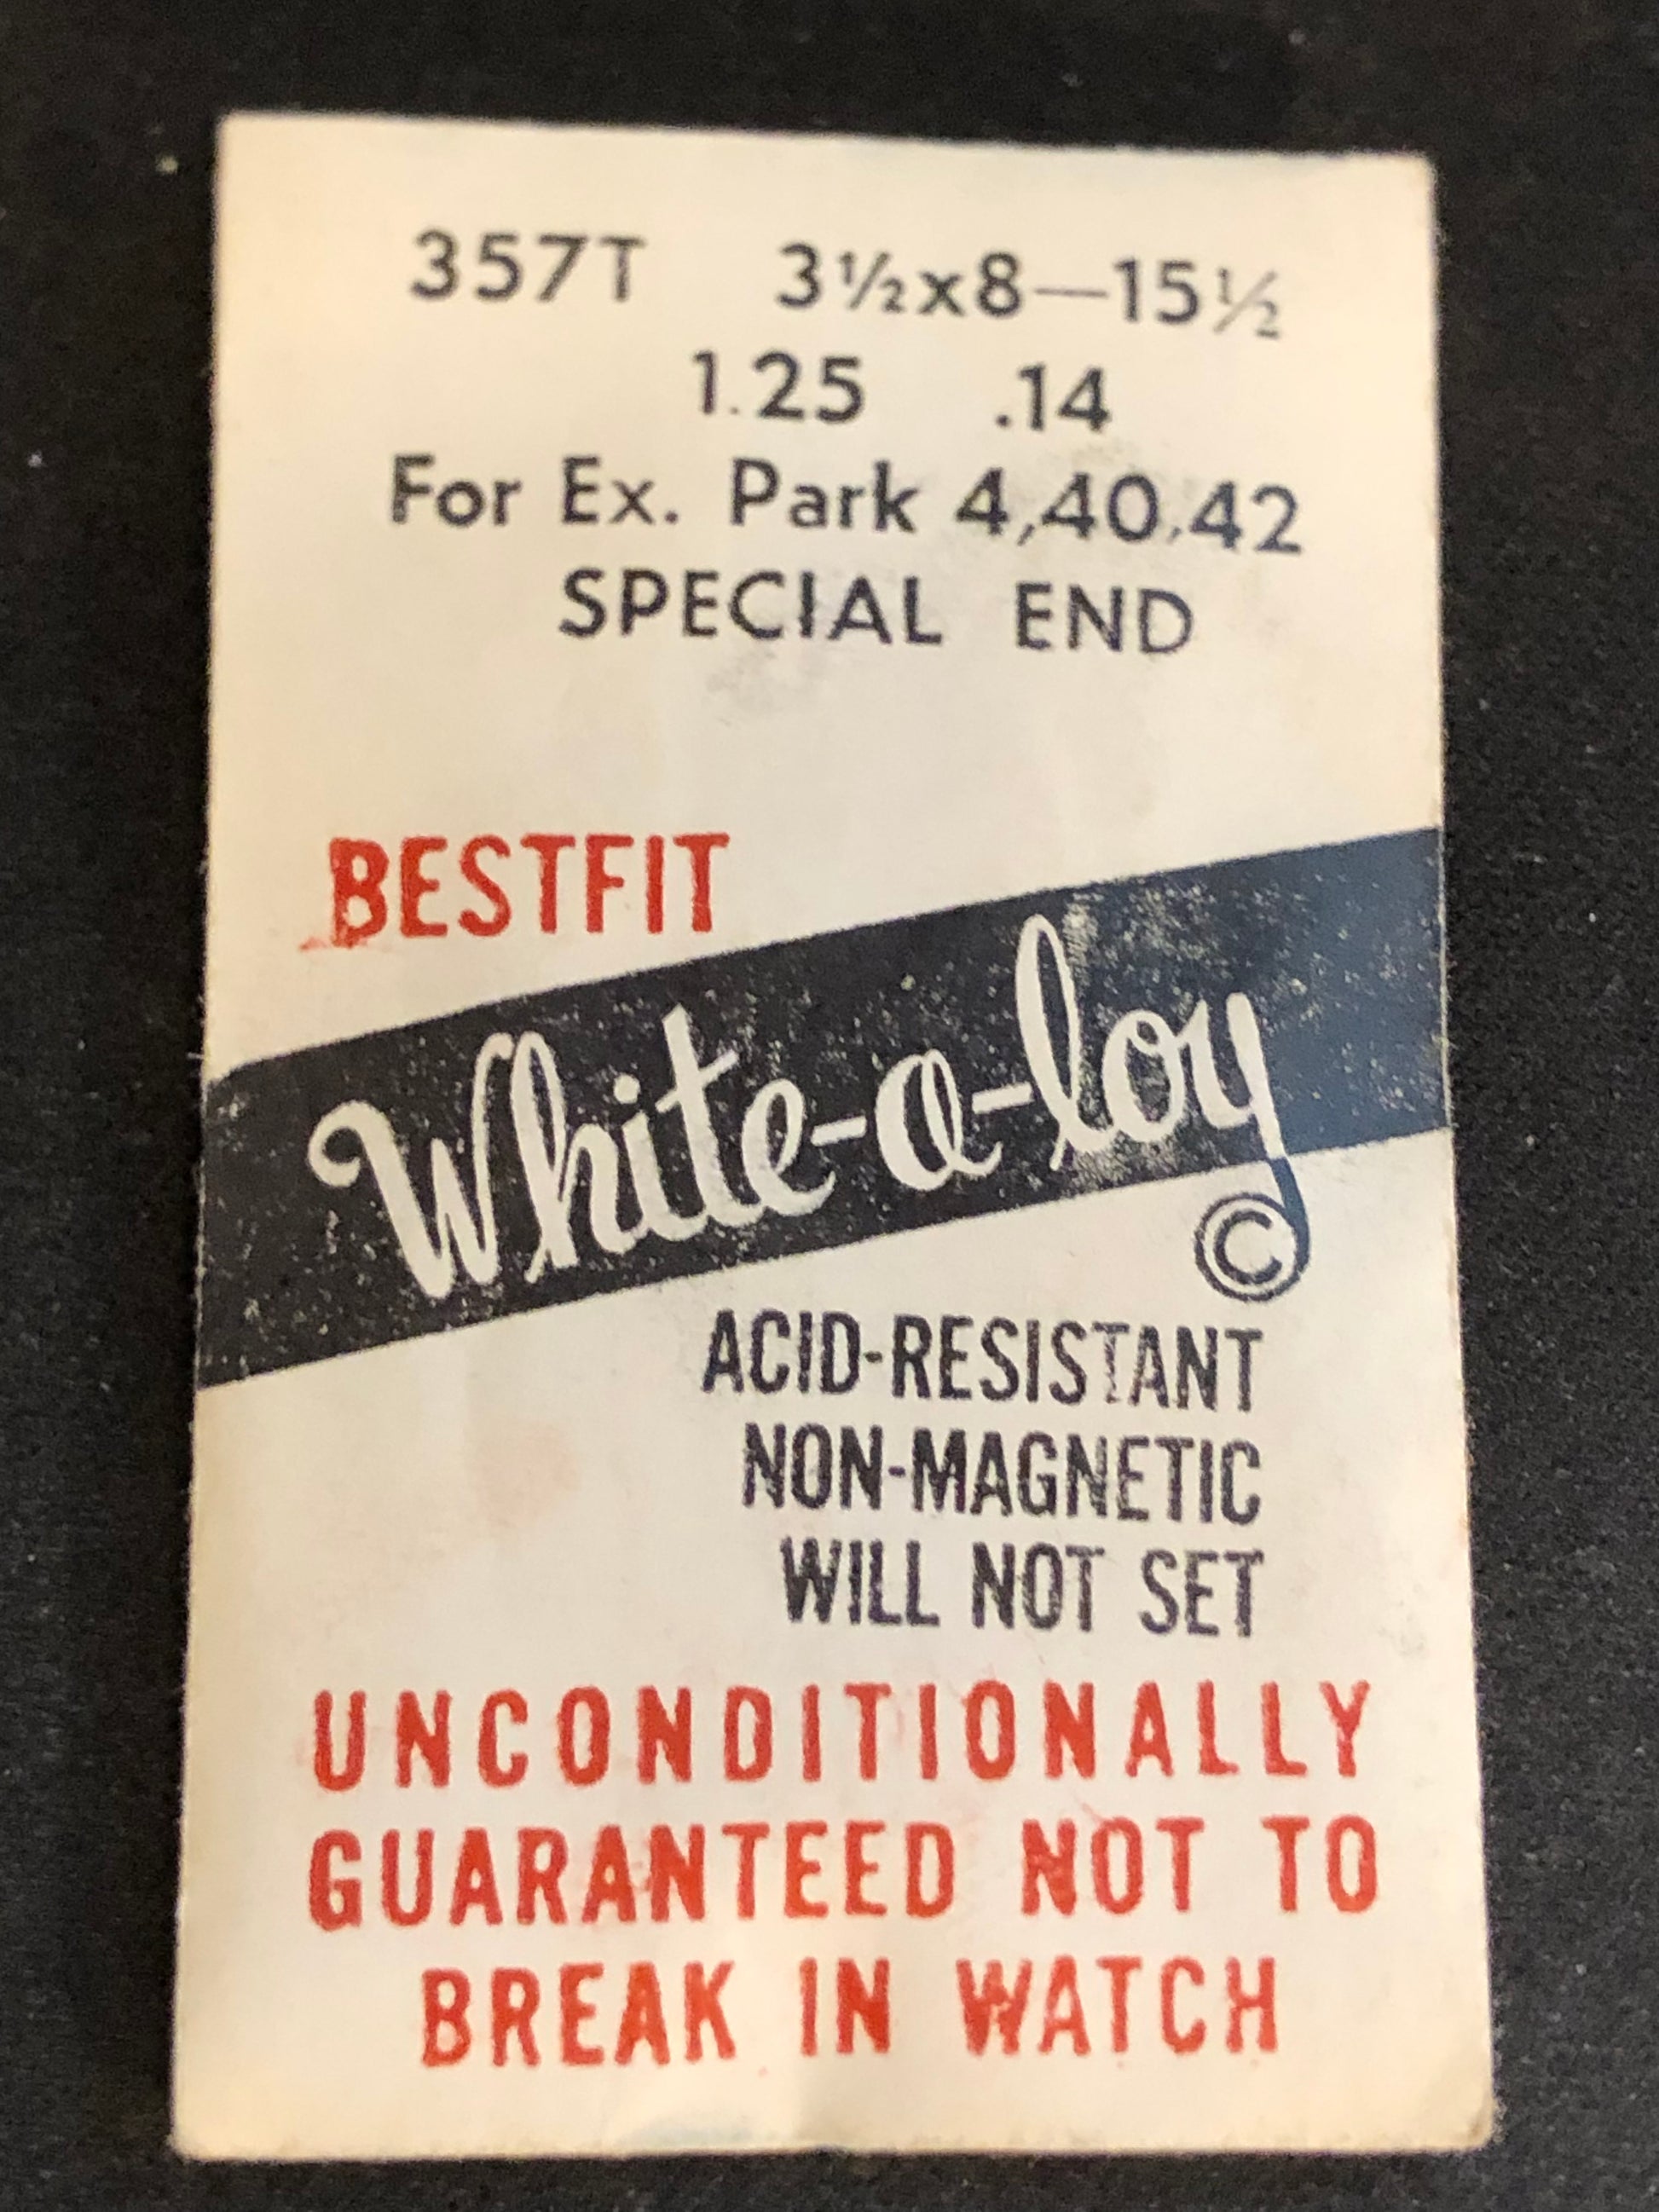 357T 3½x8—15½
1.25 .14
For Ex. Park 4,40,42
SPECIAL END
BESTFIT
White-a-loy
©
ACID-RESISTANT
NON-MAGNETIC
WILL NOT SET
UNCONDITIONALLY
GUARANTEED NOT TO
BREAK IN WATCH